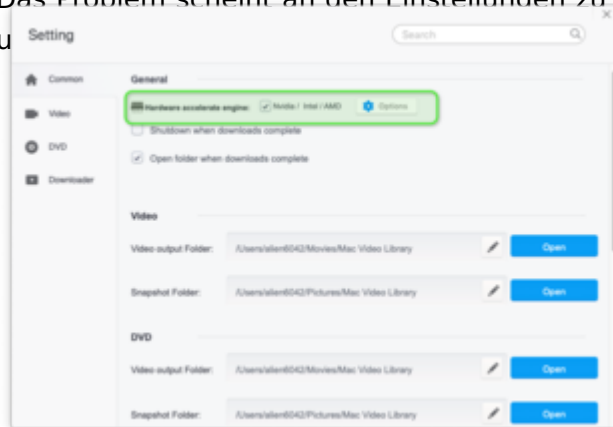 Das Problem scheint an den Einstellungen zu
u
Setting
Search
Common
Video
DVD
Downloader
General
Hardware accelerate engine: Nvidia / Intel / AMD Options
Shutdown when downloads complete
Open folder when downloads complete
Video
Video output Folder: /Users/alien6042/Movies/Mac Video Library Open
Snapshot Folder: /Users/alien6042/Pictures/Mac Video Library Open
DVD
Video output Folder: /Users/alien6042/Movies/Mac Video Library Open
Snapshot Folder: /Users/alien6042/Pictures/Mac Video Library Open